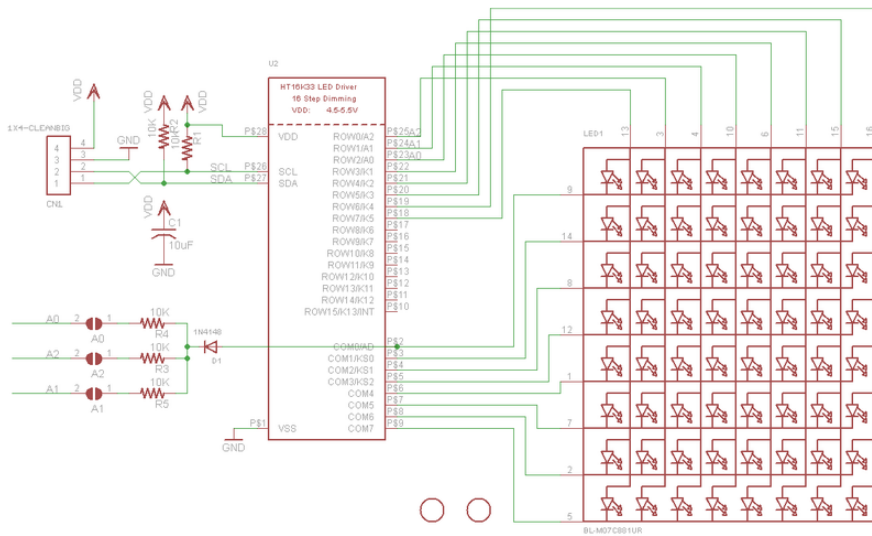 U2
HT16K33 LED Driver
16 Step Dimming
VDD: 4.5-5.5V
VDD
VDD
VDD
1X4-CLEANBIG
4 4
3 3
2 2
1 1
CN1
GND
10K
R2
10K
R1
SCL
SDA
P$28 VDD
P$26 SCL
P$27 SDA
P$1 VSS
GND
VDD
C1
10uF
GND
A0 2 1 10K
A0 R4
A2 2 1 10K
A2 R3
A1 2 1 10K
A1 R5
1N4148
D1
ROW0/A2 P$25 A2
ROW1/A1 P$24 A1
ROW2/A0 P$23 A0
ROW3/K1 P$22
ROW4/K2 P$21
ROW5/K3 P$20
ROW6/K4 P$19
ROW7/K5 P$18
ROW8/K6 P$17
ROW9/K7 P$16
ROW10/K8 P$15
ROW11/K9 P$14
ROW12/K10 P$13
ROW13/K11 P$12
ROW14/K12 P$11
ROW15/K13/INT P$10
COM0/AD P$2
COM1/KS0 P$3
COM2/KS1 P$4
COM3/KS2 P$5
COM4 P$6
COM5 P$7
COM6 P$8
COM7 P$9
LED1
13 3 4 10 6 11 15 16
9
14
8
12
1
7
2
5
BL-M07C881UR